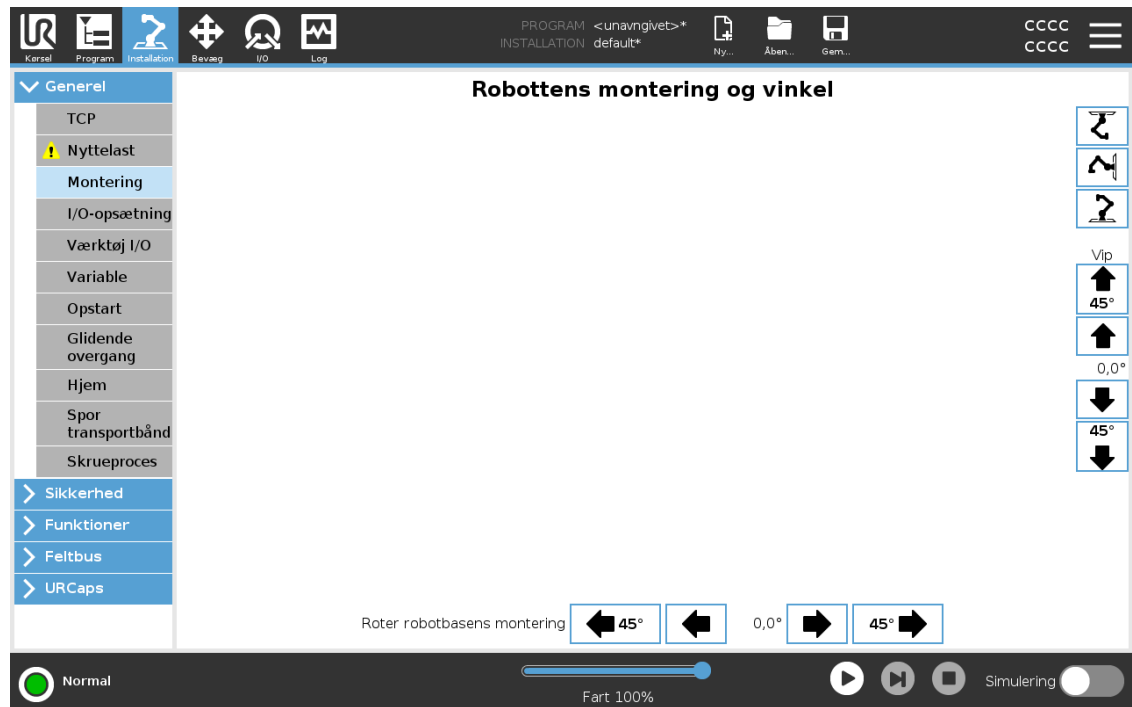 PROGRAM <unavngivet>*
INSTALLATION default*
CCCC
CCCC
Kørsel Program Installation Bevæg I/O Log Ny... Åben... Gem...
Generel
Robottens montering og vinkel
TCP
Nyttelast
Montering
I/O-opsætning
Værktøj I/O
Variable
Opstart
Glidende
overgang
Hjem
Spor
transportbånd
Skrueproces
Sikkerhed
Funktioner
Feltbus
URCaps
Vip
45°
0,0°
45°
Roter robotbasens montering 45° 0,0° 45°
Normal
Fart 100%
Simulering